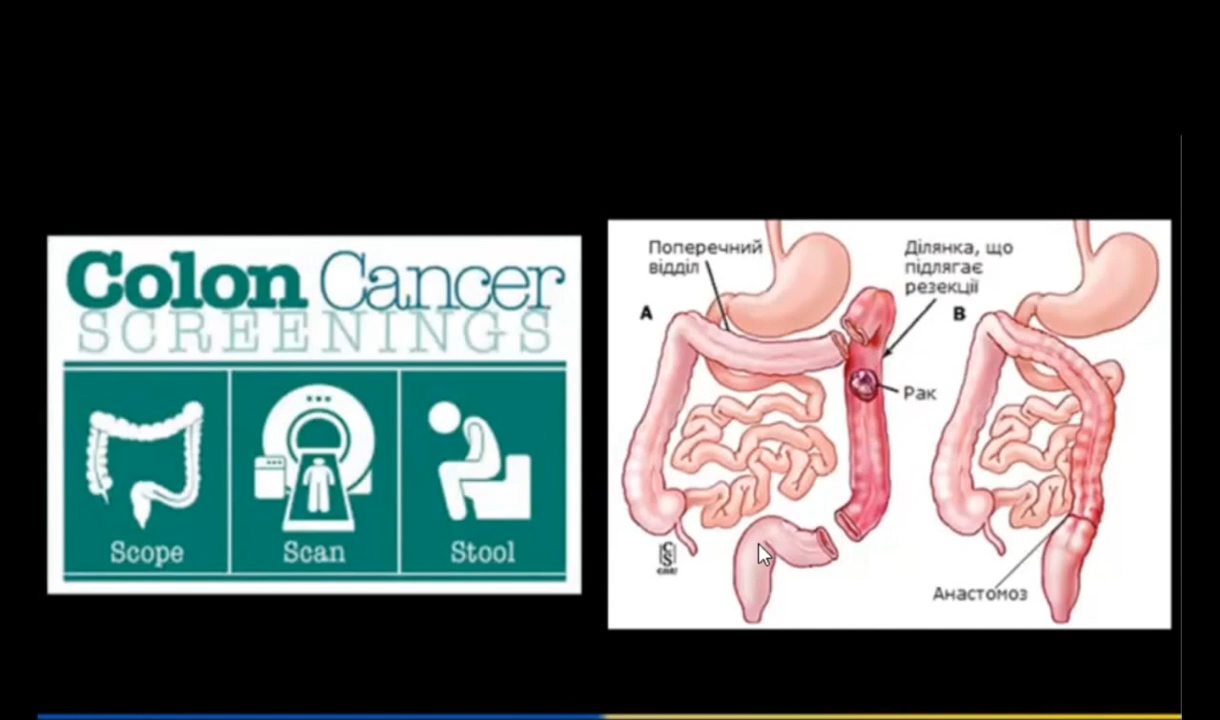 Colon Cancer
SCREENINGS
Scope
Scan
Stool
Поперечний
відділ
Ділянка, що
підлягає
резекції
A
B
Рак
Анастомоз